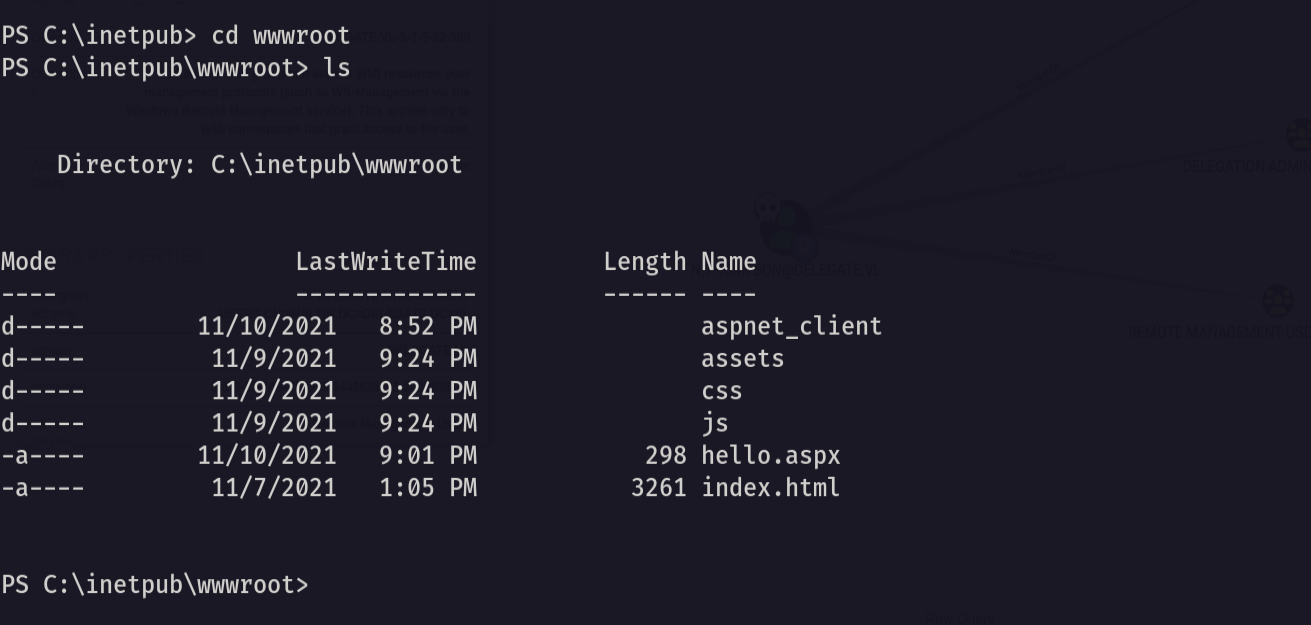 PS C:\inetpub> cd wwwroot
PS C:\inetpub\wwwroot> ls
Directory: C:\inetpub\wwwroot
Mode LastWriteTime Length Name
---- ------------- ------ ----
d----- 11/10/2021 8:52 PM aspnet_client
d----- 11/9/2021 9:24 PM assets
d----- 11/9/2021 9:24 PM css
d----- 11/9/2021 9:24 PM js
-a---- 11/10/2021 9:01 PM 298 hello.aspx
-a---- 11/7/2021 1:05 PM 3261 index.html
PS C:\inetpub\wwwroot>